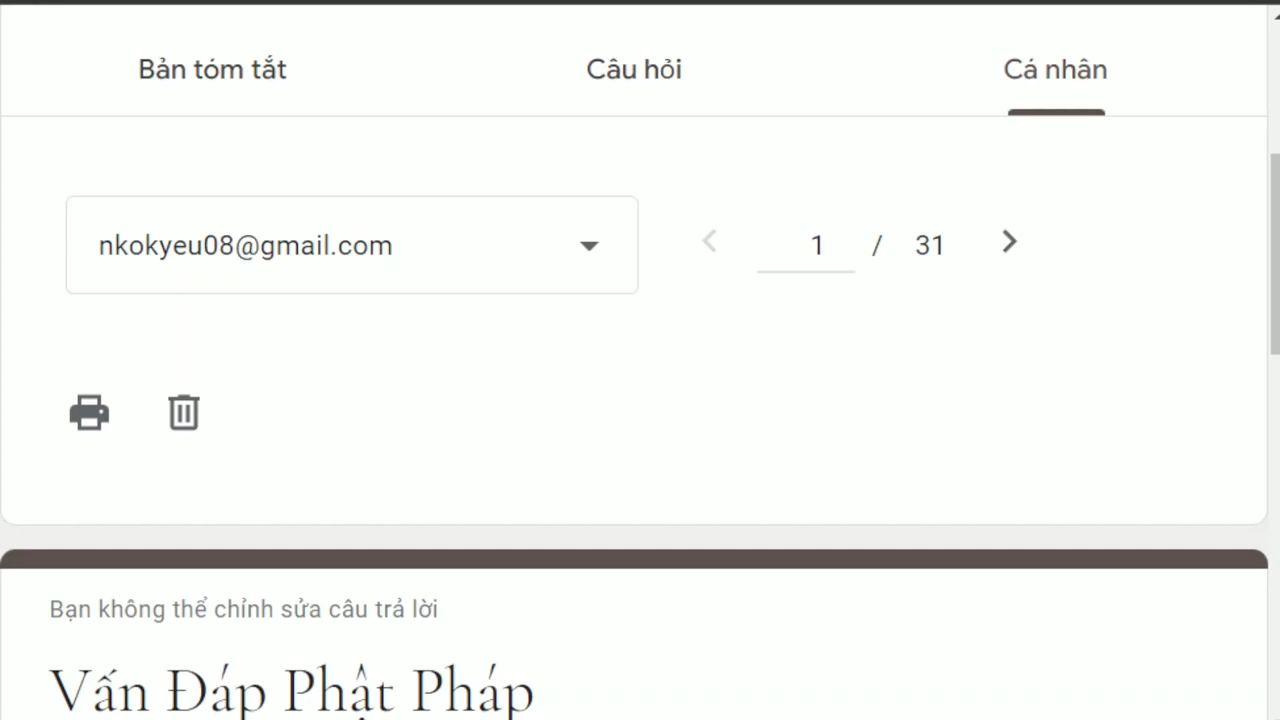 Bản tóm tắt Câu hỏi Cá nhân
nkokyeu08@gmail.com 1 / 31
Bạn không thể chỉnh sửa câu trả lời
Vấn Đáp Phật Pháp